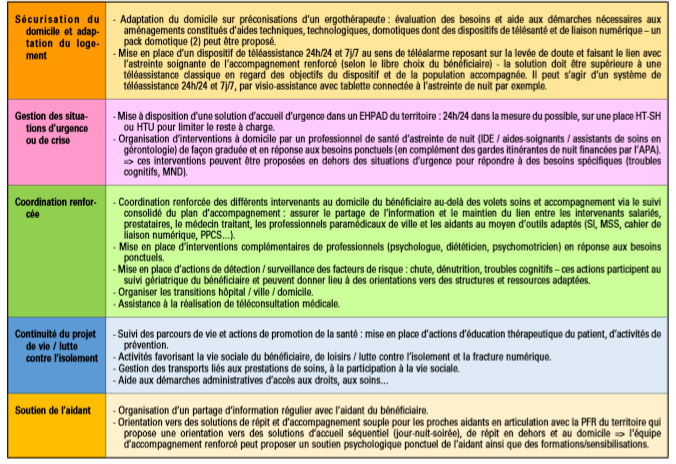 Sécurisation du
domicile et adap-
tation du loge-
ment
- Adaptation du domicile sur préconisations d'un ergothérapeute : évaluation des besoins et aide aux démarches nécessaires aux
aménagements constitués d'aides techniques, technologiques, domotiques dont des dispositifs de télésanté et de liaison numérique – un
pack domotique (2) peut être proposé.
- Mise en place d'un dispositif de téléassistance 24h/24 et 7j/7 au sens de téléalarme reposant sur la levée de doute et faisant le lien avec
l'astreinte soignante de l'accompagnement renforcé (selon le libre choix du bénéficiaire) - la solution doit être supérieure à une
téléassistance classique en regard des objectifs du dispositif et de la population accompagnée. Il peut s'agir d'un système de
téléassistance 24h/24 et 7j/7, par visio-assistance avec tablette connectée à l'astreinte de nuit par exemple.
Gestion des situa-
tions d'urgence
ou de crise
- Mise à disposition d'une solution d'accueil d'urgence dans un EHPAD du territoire : 24h/24 dans la mesure du possible, sur une place HT-SH
ou HTU pour limiter le reste à charge.
- Organisation d'interventions à domicile par un professionnel de santé d'astreinte de nuit (IDE / aides-soignants / assistants de soins en
gérontologie) de façon graduée et en réponse aux besoins ponctuels (en complément des gardes itinérantes de nuit financées par l'APA).
=> ces interventions peuvent être proposées en dehors des situations d'urgence pour répondre à des besoins spécifiques (troubles
cognitifs, MND).
Coordination renfor-
cée
- Coordination renforcée des différents intervenants au domicile du bénéficiaire au-delà des volets soins et accompagnement via le suivi
consolidé du plan d'accompagnement : assurer le partage de l'information et le maintien du lien entre les intervenants salariés,
prestataires, le médecin traitant, les professionnels paramédicaux de ville et les aidants au moyen d'outils adaptés (SI, MSS, cahier de
liaison numérique, PPCS...).
- Mise en place d'interventions complémentaires de professionnels (psychologue, diététicien, psychomotricien) en réponse aux besoins
ponctuels.
- Mise en place d'actions de détection / surveillance des facteurs de risque : chute, dénutrition, troubles cognitifs – ces actions participent au
suivi gériatrique du bénéficiaire et peuvent donner lieu à des orientations vers des structures et ressources adaptées.
- Organiser les transitions hôpital / ville / domicile.
- Assistance à la réalisation de téléconsultation médicale.
Continuité du projet
de vie / lutte
contre l'isolement
- Suivi des parcours de vie et actions de promotion de la santé : mise en place d'actions d'éducation thérapeutique du patient, d'activités de
prévention.
- Activités favorisant la vie sociale du bénéficiaire, de loisirs / lutte contre l'isolement et la fracture numérique.
- Gestion des transports liés aux prestations de soins, à la participation à la vie sociale.
- Aide aux démarches administratives d'accès aux droits, aux soins...
Soutien de l'aidant
- Organisation d'un partage d'information régulier avec l'aidant du bénéficiaire.
- Orientation vers des solutions de répit et d'accompagnement souple pour les proches aidants en articulation avec la PFR du territoire qui
propose une orientation vers des solutions d'accueil séquentiel (jour-nuit-soirée), de répit en dehors et au domicile => l'équipe
d'accompagnement renforcé peut proposer un soutien psychologique ponctuel de l'aidant ainsi que des formations/sensibilisations.